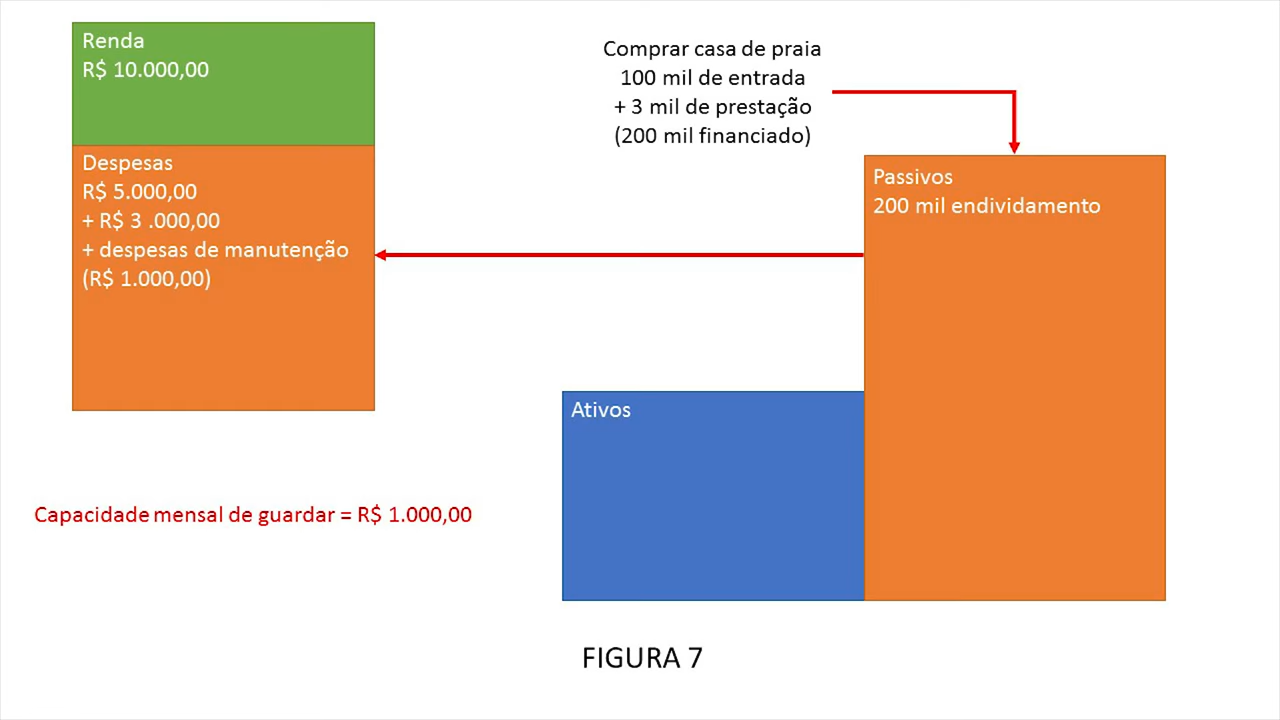 Renda
R$ 10.000,00
Despesas
R$ 5.000,00
+ R$ 3 .000,00
+ despesas de manutenção
(R$ 1.000,00)
Comprar casa de praia
100 mil de entrada
+ 3 mil de prestação
(200 mil financiado)
Passivos
200 mil endividamento
Ativos
Capacidade mensal de guardar = R$ 1.000,00
FIGURA 7